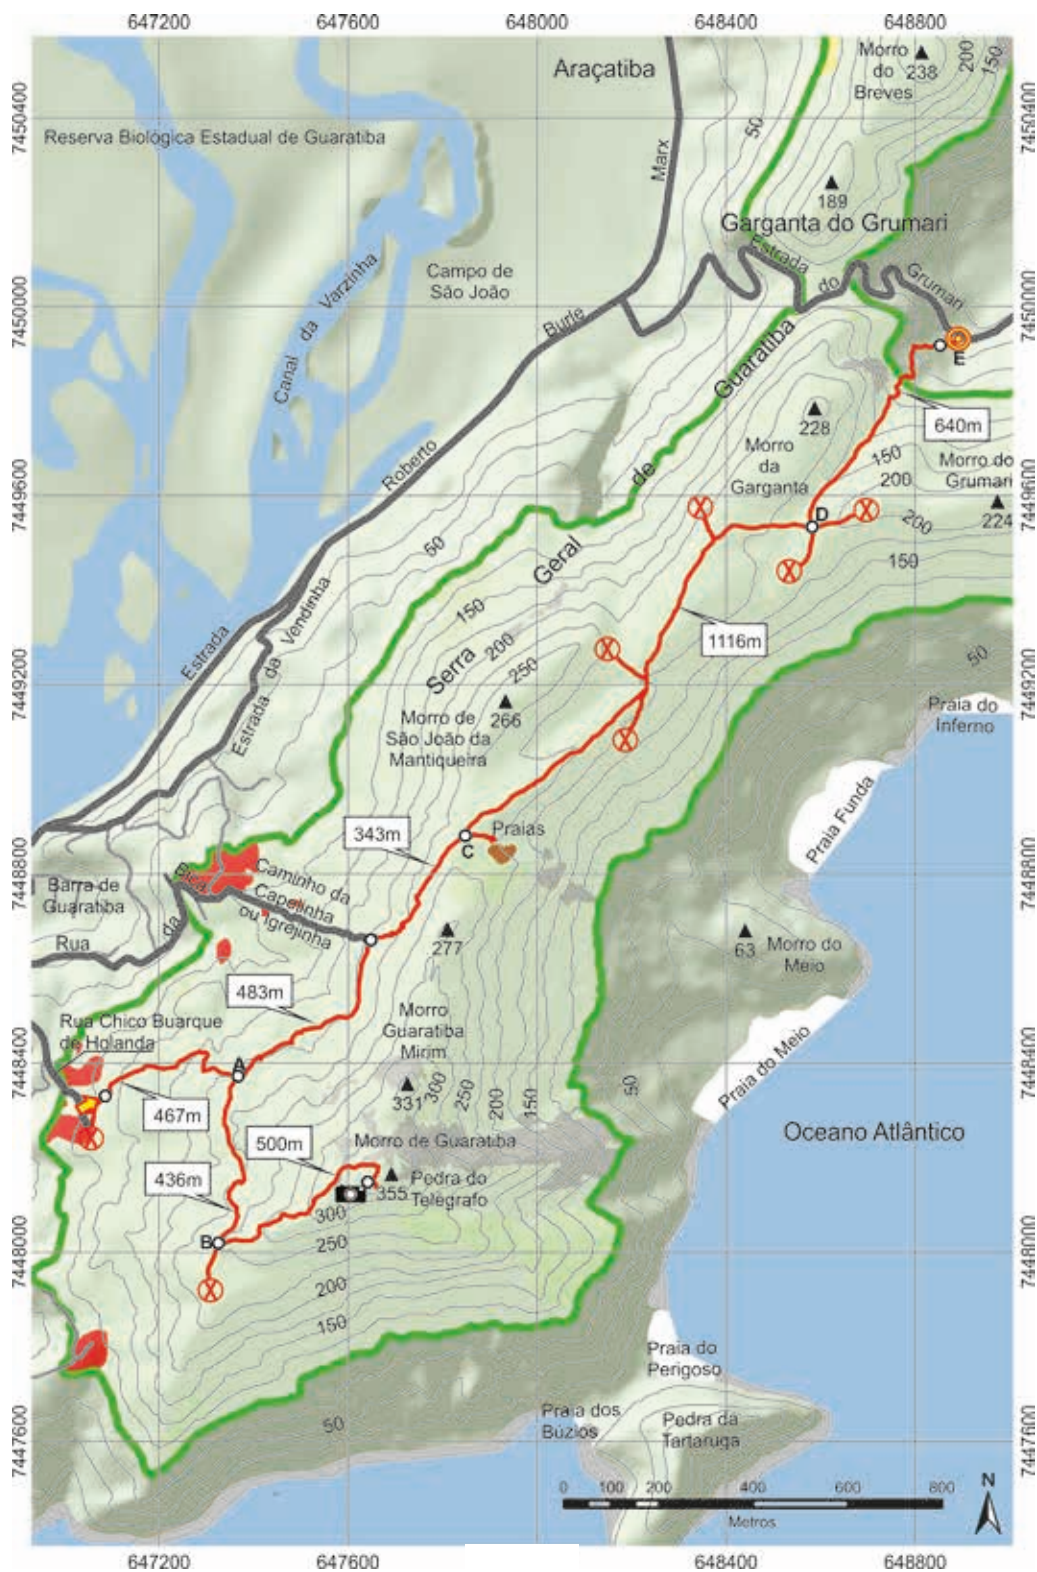 647200
647600
648000
648400
648800
7450400
7450400
7450000
7450000
7449600
7449600
7449200
7449200
7448800
7448800
7448400
7448400
7448000
7448000
7447600
7447600
Araçatiba
Morro
do
Breves
238
200
150
Reserva Biológica Estadual de Guaratiba
50
Marx
189
Garganta do Grumari
Estrada
do
Grumari
Campo de
São João
Canal da Varzinha
Burle
E
Guaratiba
228
640m
Morro
da
Garganta
150
200
Morro do
Grumari
224
Roberto
de
D
200
150
50
Geral
150
Estrada
Estrada da Vendinha
Serra
200
250
1116m
50
266
Morro de
São João da
Mantiqueira
Praia do
Inferno
Praia Funda
343m
Praias
C
Barra de
Guaratiba
Bica
Caminho da
Capelinha
ou Igrejinha
da
Rua
277
63
Morro do
Meio
483m
Morro
Guaratiba
Mirim
Rua Chico Buarque
de Holanda
A
331
300
250
200
150
50
Praia do Meio
467m
500m
Morro de Guaratiba
Oceano Atlântico
436m
355
Pedra do
Telegrafo
300
B
250
200
150
Praia do
Perigoso
50
Praia dos
Búzios
Pedra da
Tartaruga
0
100
200
400
600
800
Metros
N
647200
647600
648400
648800